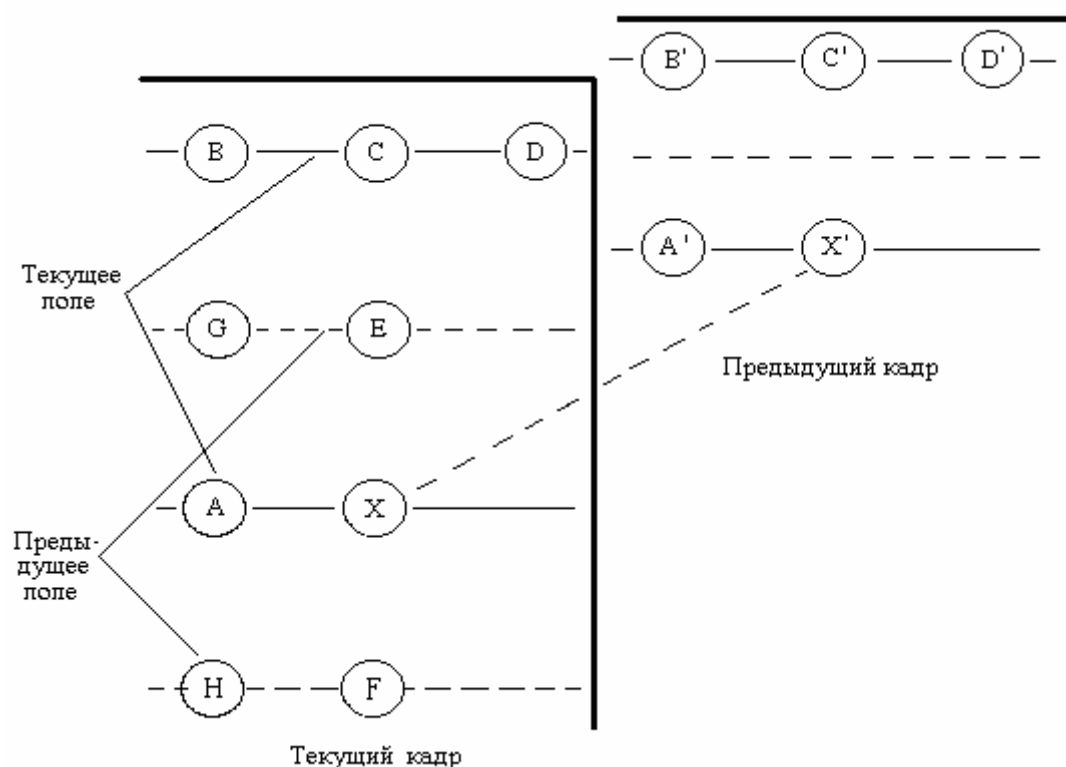 B' C' D'
B C D
A' X'
Текущее
поле
G E
Предыдущий кадр
A X
Преды-
дущее
поле
H F
Текущий кадр